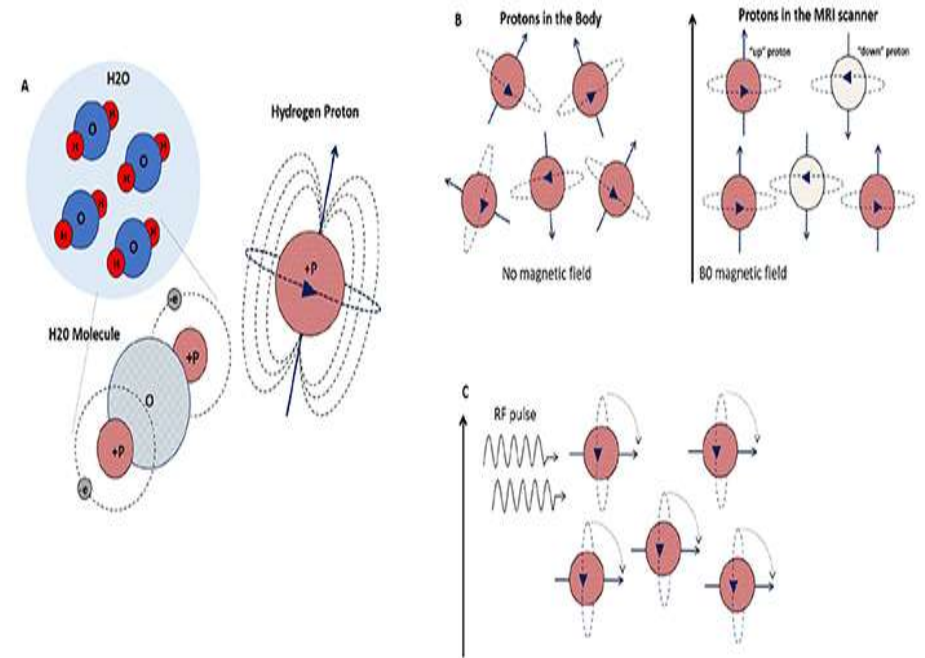 A
H2O
O
H
H
O
H
H
O
H
H
O
H
H
Hydrogen Proton
+P
H20 Molecule
-e
+P
O
+P
-e
B
Protons in the Body
No magnetic field
Protons in the MRI scanner
"up" proton
"down" proton
B0 magnetic field
C
RF pulse